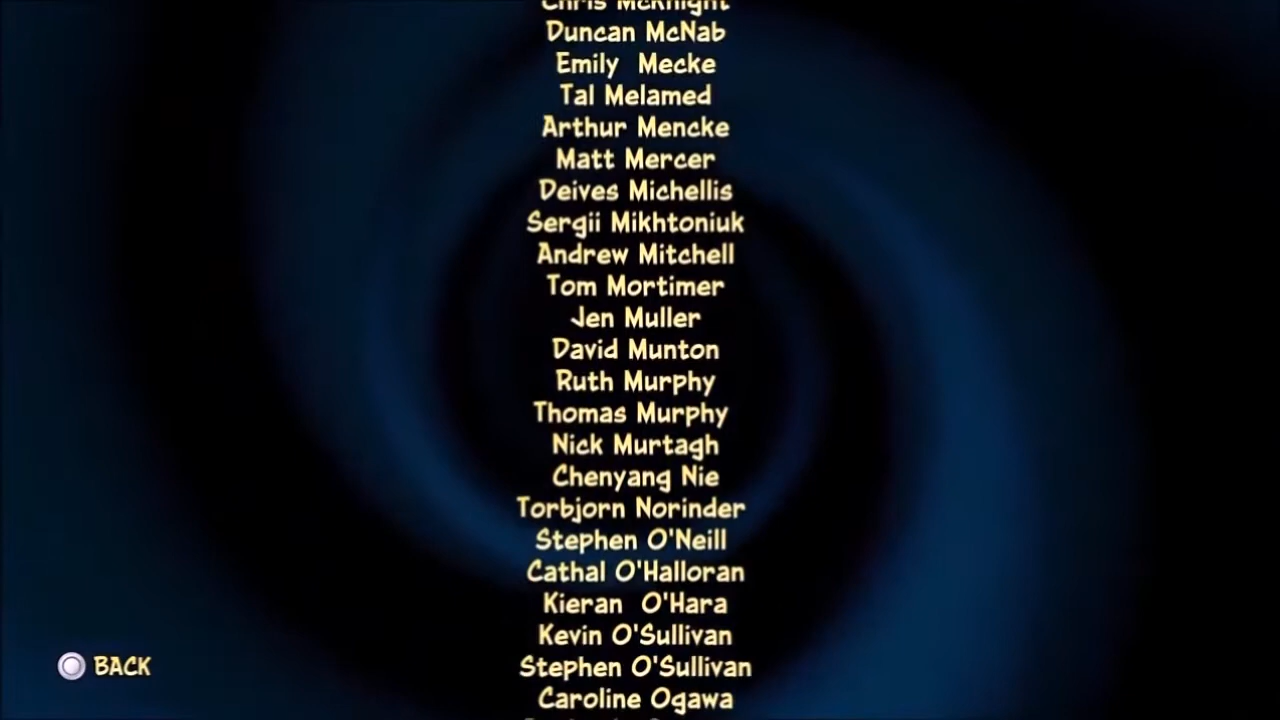 Chris McKnight
Duncan McNab
Emily  Mecke
Tal Melamed
Arthur Mencke
Matt Mercer
Deives Michellis
Sergii Mikhtoniuk
Andrew Mitchell
Tom Mortimer
Jen Muller
David Munton
Ruth Murphy
Thomas Murphy
Nick Murtagh
Chenyang Nie
Torbjorn Norinder
Stephen O'Neill
Cathal O'Halloran
Kieran  O'Hara
Kevin O'Sullivan
Stephen O'Sullivan
Caroline Ogawa
BACK